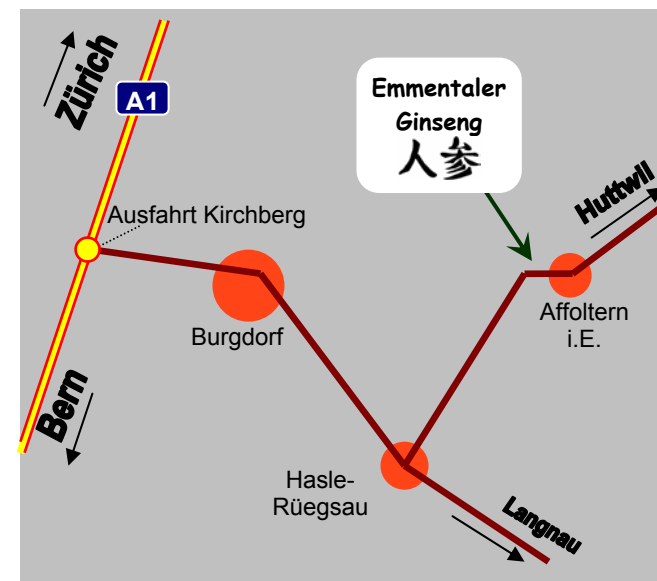 Zürich
A1
Emmentaler
Ginseng
人参
Huttwil
Ausfahrt Kirchberg
Affoltern
i.E.
Burgdorf
Bern
Hasle-
Rüegsau
Langnau